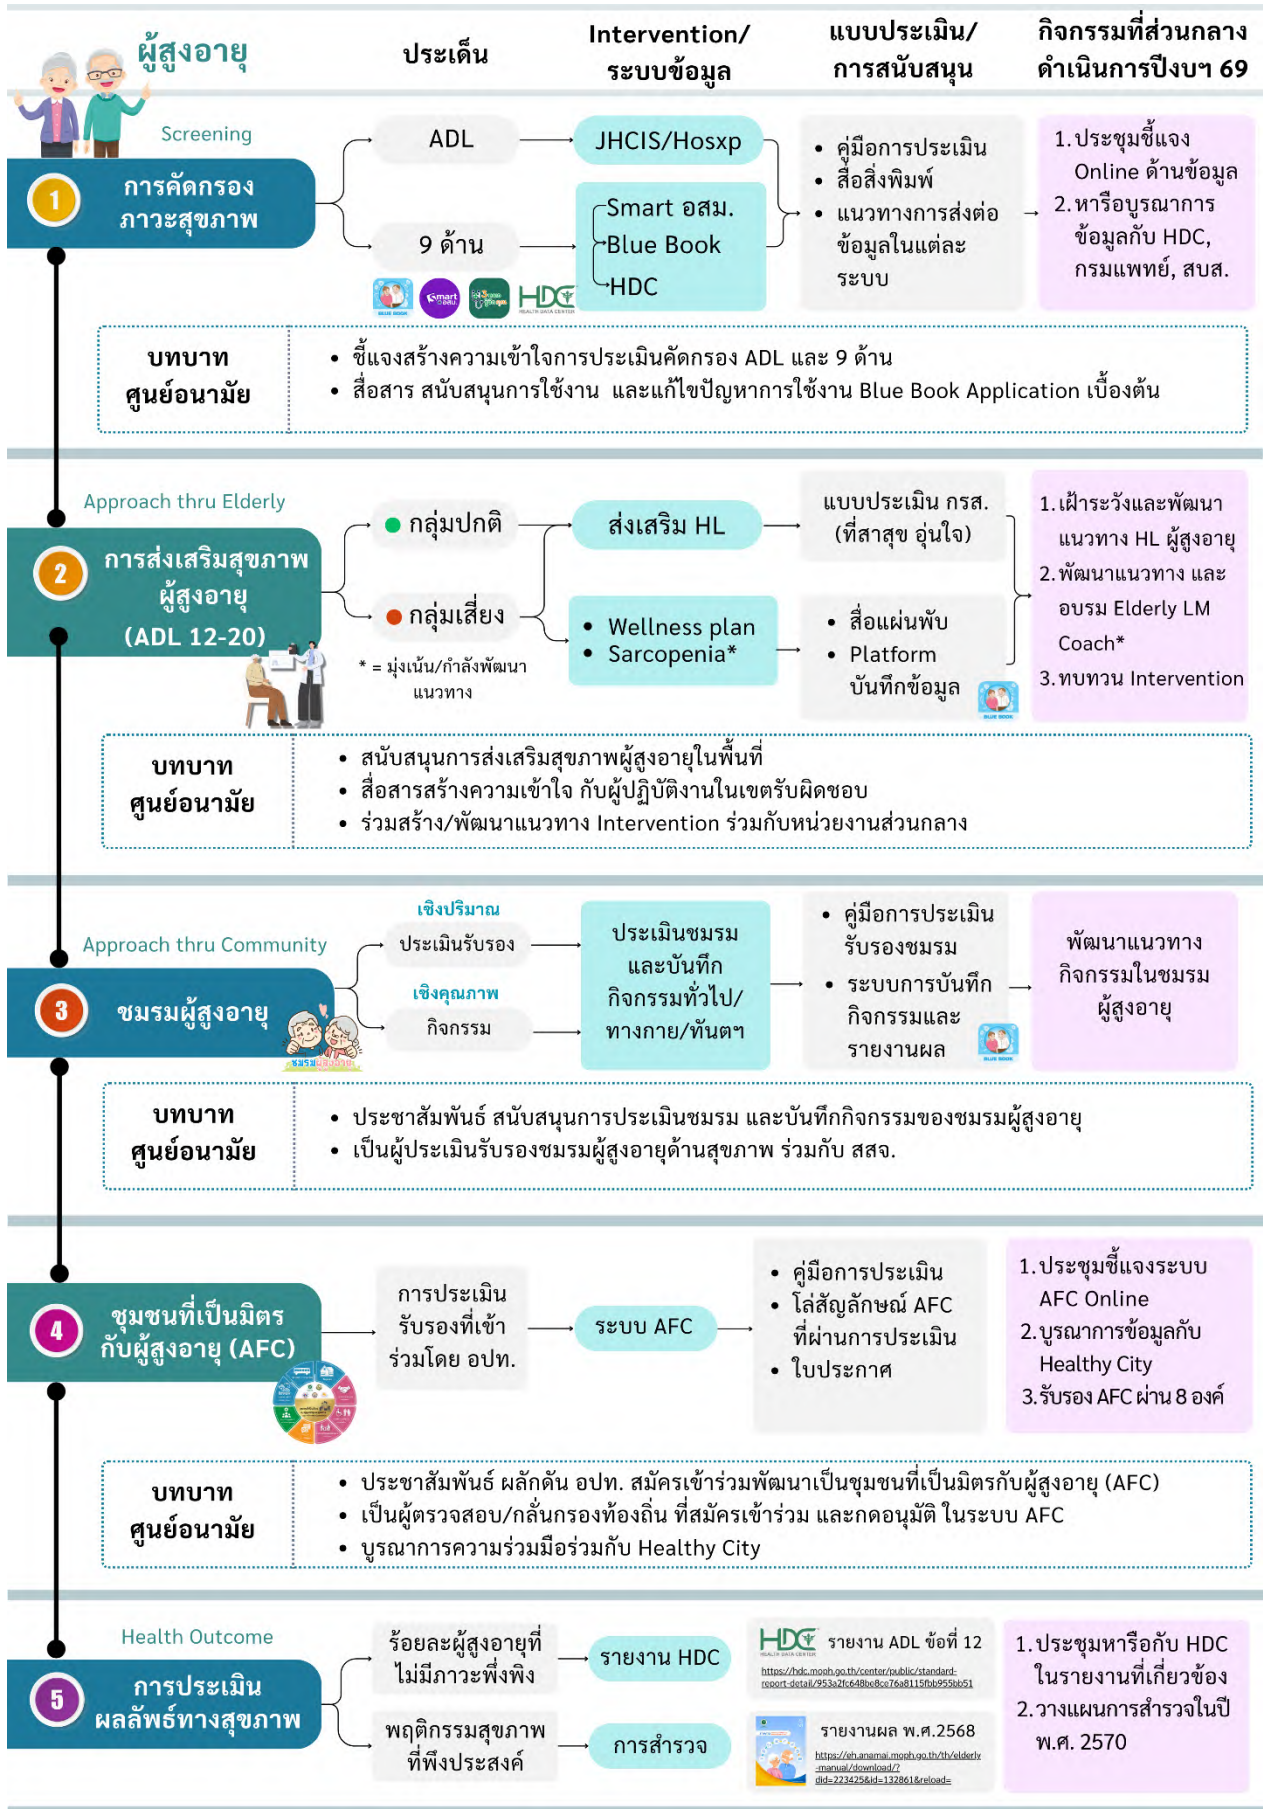 ผู้สูงอายุ
ประเด็น
Intervention/
ระบบข้อมูล
แบบประเมิน/
การสนับสนุน
กิจกรรมที่ส่วนกลาง
ดำเนินการปีงบฯ 69
Screening
1
การคัดกรอง
ภาวะสุขภาพ
ADL
9 ด้าน
BLUE BOOK
Smart
อสม.
HDC
HEALTH DATA CENTER
JHCIS/Hosxp
Smart อสม.
Blue Book
HDC
• คู่มือการประเมิน
• สื่อสิ่งพิมพ์
• แนวทางการส่งต่อ
ข้อมูลในแต่ละ
ระบบ
1. ประชุมชี้แจง
Online ด้านข้อมูล
2. หารือบูรณาการ
ข้อมูลกับ HDC,
กรมแพทย์, สบส.
บทบาท
ศูนย์อนามัย
• ชี้แจงสร้างความเข้าใจการประเมินคัดกรอง ADL และ 9 ด้าน
• สื่อสาร สนับสนุนการใช้งาน และแก้ไขปัญหาการใช้งาน Blue Book Application เบื้องต้น
Approach thru Elderly
2
การส่งเสริมสุขภาพ
ผู้สูงอายุ
(ADL 12-20)
กลุ่มปกติ
กลุ่มเสี่ยง
* = มุ่งเน้น/กำลังพัฒนา
แนวทาง
ส่งเสริม HL
• Wellness plan
• Sarcopenia*
แบบประเมิน กรส.
(ที่สาสุข อุ่นใจ)
• สื่อแผ่นพับ
• Platform
บันทึกข้อมูล
BLUE BOOK
1. เฝ้าระวังและพัฒนา
แนวทาง HL ผู้สูงอายุ
2. พัฒนาแนวทาง และ
อบรม Elderly LM
Coach*
3. ทบทวน Intervention
บทบาท
ศูนย์อนามัย
• สนับสนุนการส่งเสริมสุขภาพผู้สูงอายุในพื้นที่
• สื่อสารสร้างความเข้าใจ กับผู้ปฏิบัติงานในเขตรับผิดชอบ
• ร่วมสร้าง/พัฒนาแนวทาง Intervention ร่วมกับหน่วยงานส่วนกลาง
Approach thru Community
3
ชมรมผู้สูงอายุ
ชมรมผู้สูงอายุ
เชิงปริมาณ
ประเมินรับรอง
เชิงคุณภาพ
กิจกรรม
ประเมินชมรม
และบันทึก
กิจกรรมทั่วไป/
ทางกาย/ทันตฯ
• คู่มือการประเมิน
รับรองชมรม
• ระบบการบันทึก
กิจกรรมและ
รายงานผล
BLUE BOOK
พัฒนาแนวทาง
กิจกรรมในชมรม
ผู้สูงอายุ
บทบาท
ศูนย์อนามัย
• ประชาสัมพันธ์ สนับสนุนการประเมินชมรม และบันทึกกิจกรรมของชมรมผู้สูงอายุ
• เป็นผู้ประเมินรับรองชมรมผู้สูงอายุด้านสุขภาพ ร่วมกับ สสจ.
4
ชุมชนที่เป็นมิตร
กับผู้สูงอายุ (AFC)
การประเมิน
รับรองที่เข้า
ร่วมโดย อปท.
ระบบ AFC
• คู่มือการประเมิน
• โล่สัญลักษณ์ AFC
ที่ผ่านการประเมิน
• ใบประกาศ
1. ประชุมชี้แจงระบบ
AFC Online
2. บูรณาการข้อมูลกับ
Healthy City
3. รับรอง AFC ผ่าน 8 องค์
บทบาท
ศูนย์อนามัย
• ประชาสัมพันธ์ ผลักดัน อปท. สมัครเข้าร่วมพัฒนาเป็นชุมชนที่เป็นมิตรกับผู้สูงอายุ (AFC)
• เป็นผู้ตรวจสอบ/กลั่นกรองท้องถิ่น ที่สมัครเข้าร่วม และกดอนุมัติ ในระบบ AFC
• บูรณาการความร่วมมือร่วมกับ Healthy City
Health Outcome
5
การประเมิน
ผลลัพธ์ทางสุขภาพ
ร้อยละผู้สูงอายุที่
ไม่มีภาวะพึ่งพิง
พฤติกรรมสุขภาพ
ที่พึงประสงค์
รายงาน HDC
การสำรวจ
HDC
HEALTH DATA CENTER
รายงาน ADL ข้อที่ 12
https://hdc.moph.go.th/center/public/standard-
report-detail/953a2fc648be8ce76a8115fbb955bb51
รายงานผล พ.ศ.2568
https://eh.anamai.moph.go.th/th/elderly
-manual/download/?
did=223425&id=132861&reload=
1. ประชุมหารือกับ HDC
ในรายงานที่เกี่ยวข้อง
2. วางแผนการสำรวจในปี
พ.ศ. 2570